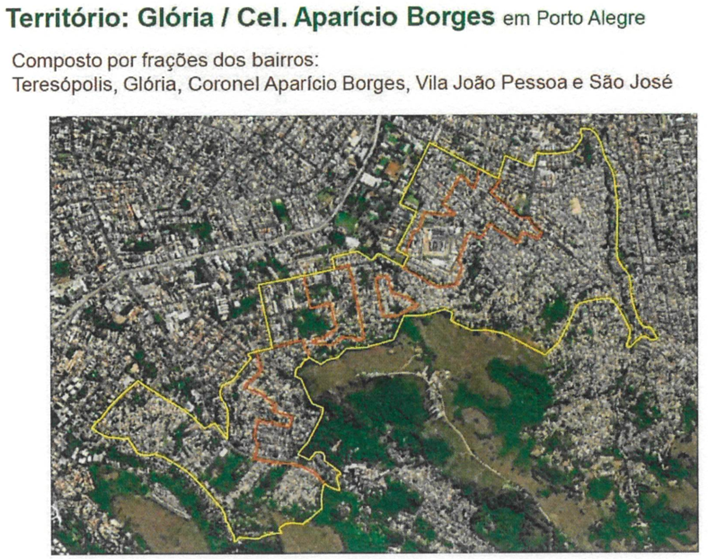 Território: Glória / Cel. Aparício Borges em Porto Alegre
Composto por frações dos bairros:
Teresópolis, Glória, Coronel Aparício Borges, Vila João Pessoa e São José